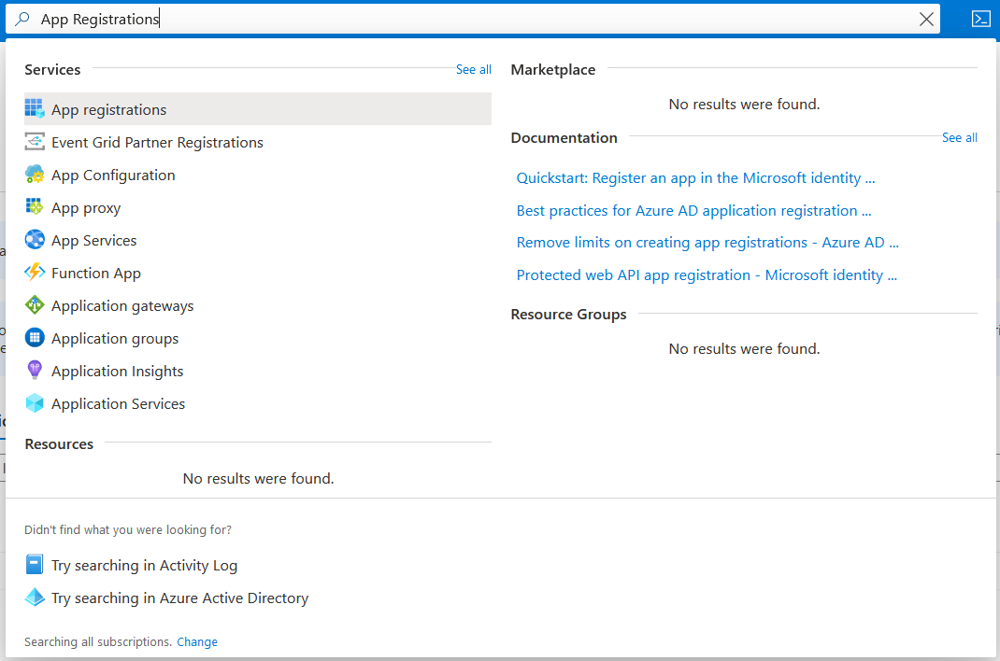 App Registrations
Services
See all
App registrations
Event Grid Partner Registrations
App Configuration
App proxy
App Services
Function App
Application gateways
Application groups
Application Insights
Application Services
Resources
No results were found.
Marketplace
No results were found.
Documentation
See all
Quickstart: Register an app in the Microsoft identity ...
Best practices for Azure AD application registration ...
Remove limits on creating app registrations - Azure AD ...
Protected web API app registration - Microsoft identity ...
Resource Groups
No results were found.
Didn't find what you were looking for?
Try searching in Activity Log
Try searching in Azure Active Directory
Searching all subscriptions. Change